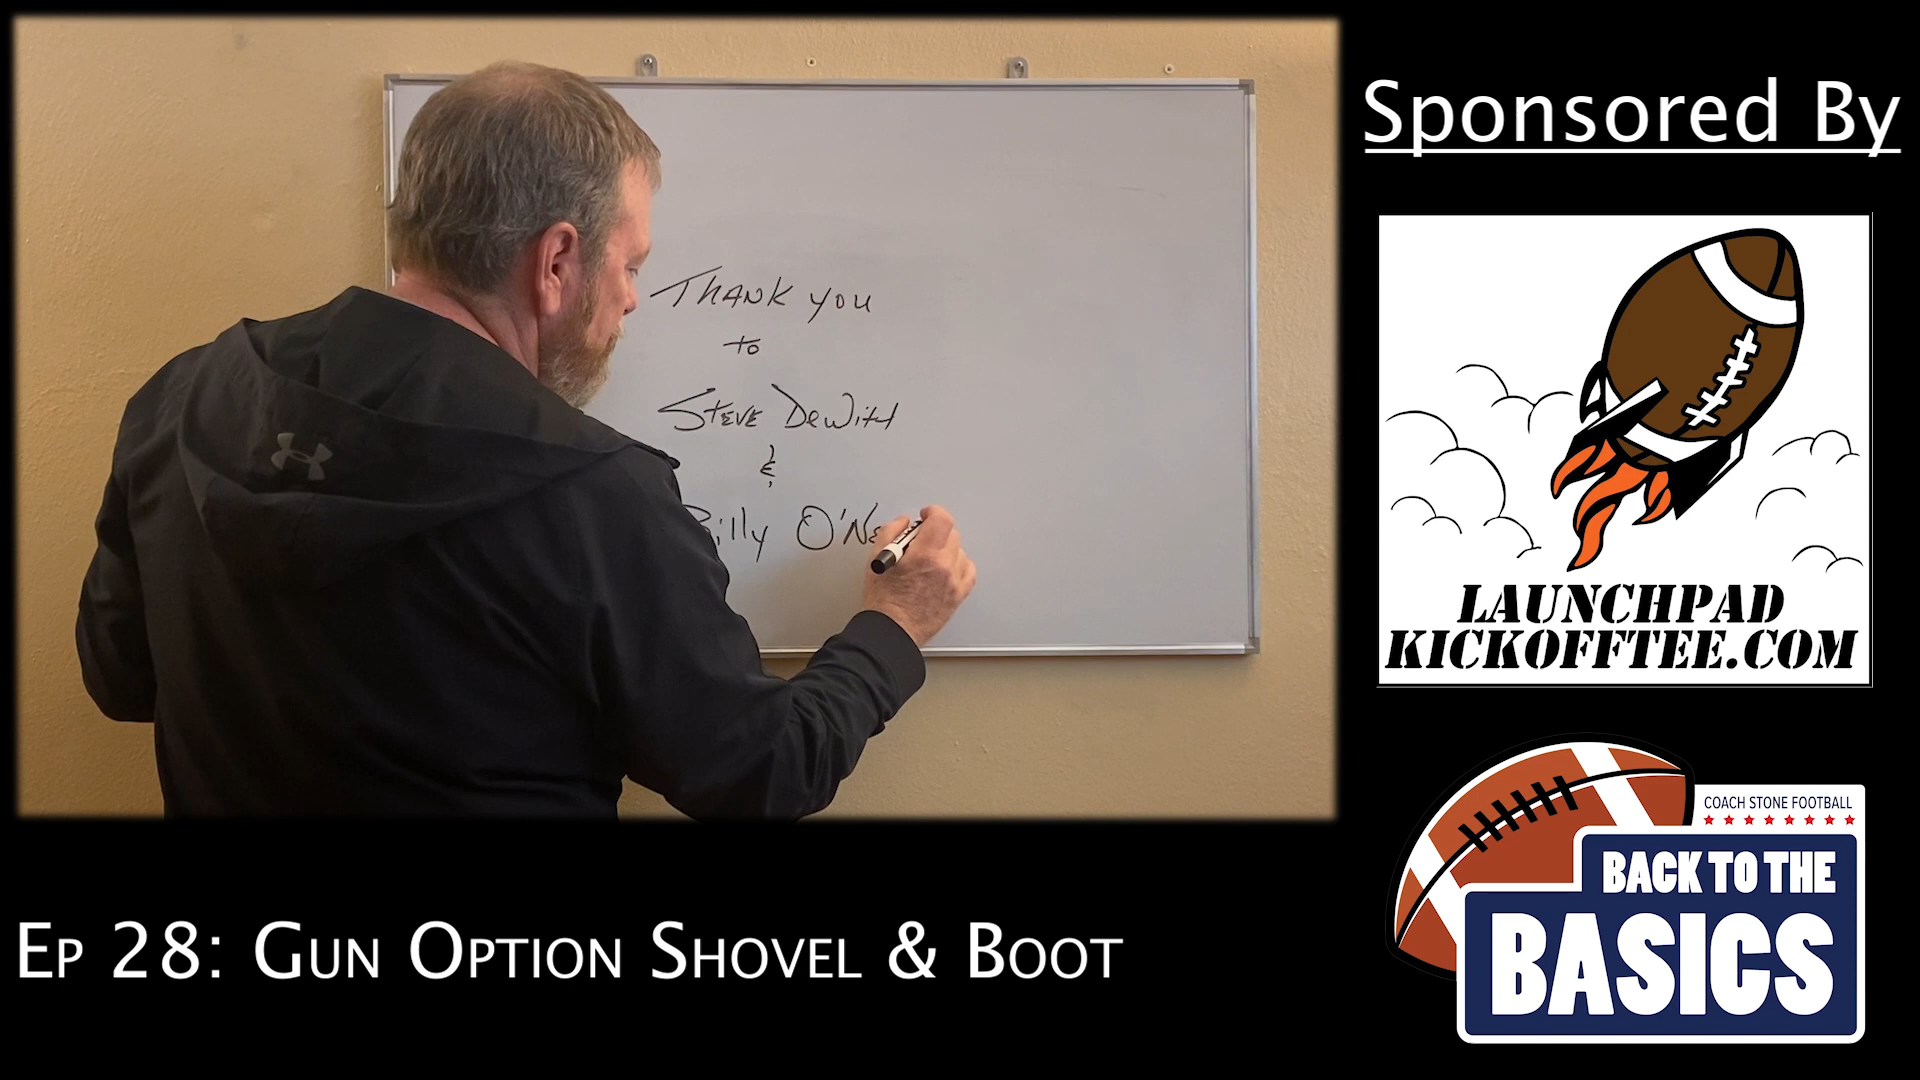 Thank you
to
Steve DeWitt
&
Billy O'Ne
Sponsored By
LAUNCHPAD
KICKOFFTEE.COM
COACH STONE FOOTBALL
BACK TO THE
BASICS
Ep 28: Gun Option Shovel & Boot